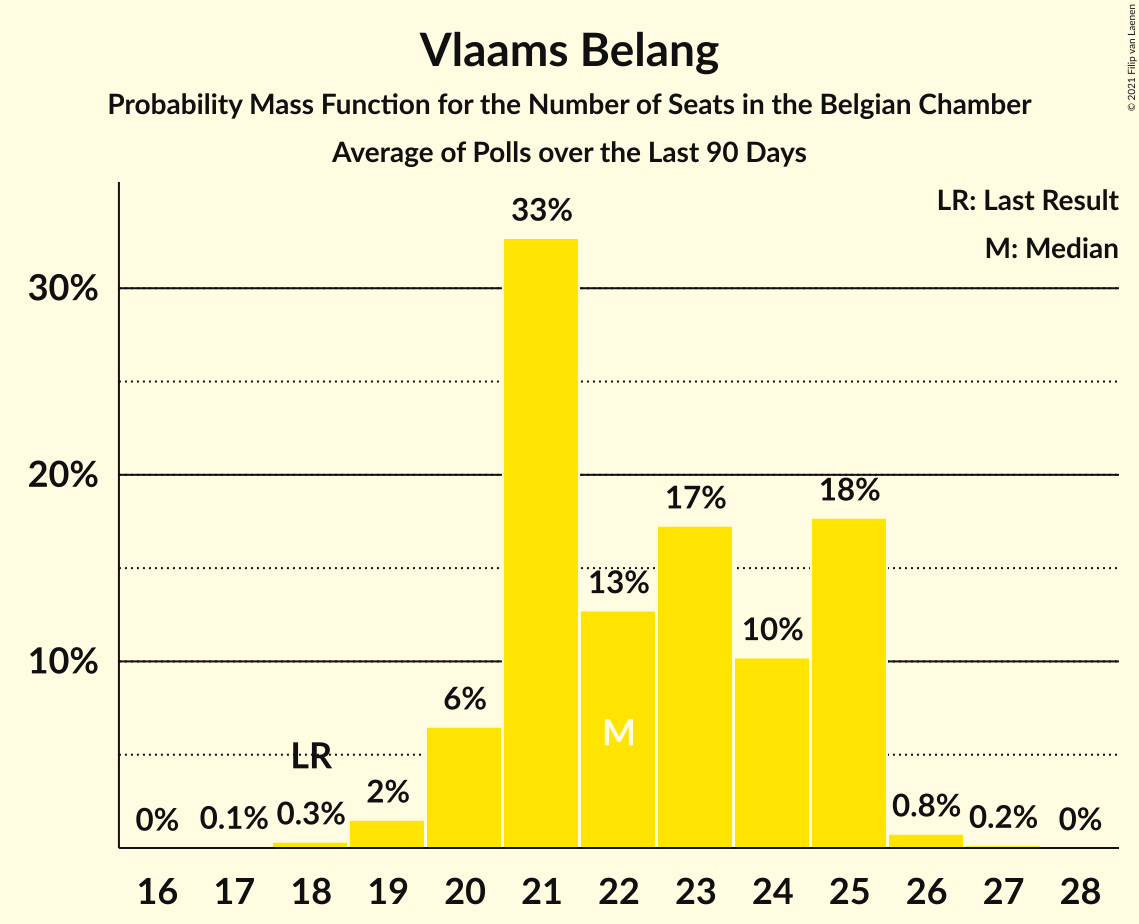 Vlaams Belang
Probability Mass Function for the Number of Seats in the Belgian Chamber
Average of Polls over the Last 90 Days
© 2021 Filip van Laenen
LR: Last Result
M: Median
30%
20%
10%
0%
0.1%
0.3%
LR
2%
6%
33%
13%
M
17%
10%
18%
0.8%
0.2%
0%
16 17 18 19 20 21 22 23 24 25 26 27 28